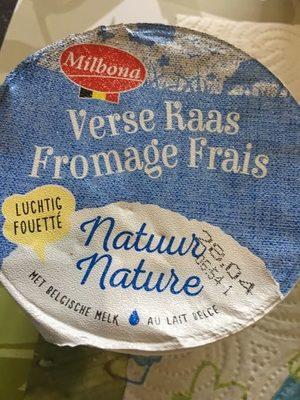 Milbona
Verse Kaas
Fromage Frais
LUCHTIG
FOUETTÉ
Natuur
Nature
28.04
MET BELGISCHE MELK AU LAIT BELGE